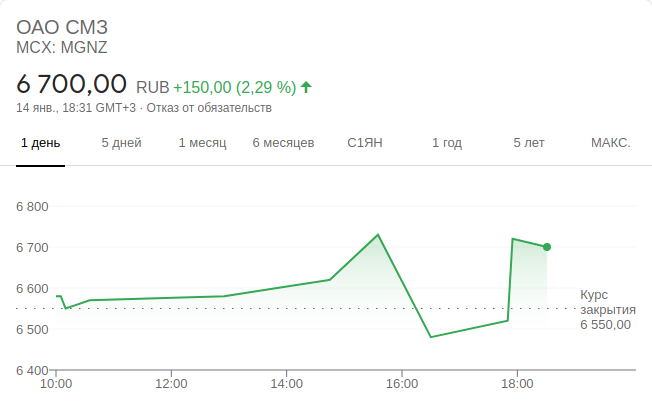 ОАО СМЗ
MCX: MGNZ
6 700,00 RUB +150,00 (2,29 %)
14 янв., 18:31 GMT+3 · Отказ от обязательств
1 день 5 дней 1 месяц 6 месяцев С1ЯН 1 год 5 лет МАКС.
6 800
6 700
6 600
Курс
закрытия
6 550,00
6 500
6 400
10:00 12:00 14:00 16:00 18:00